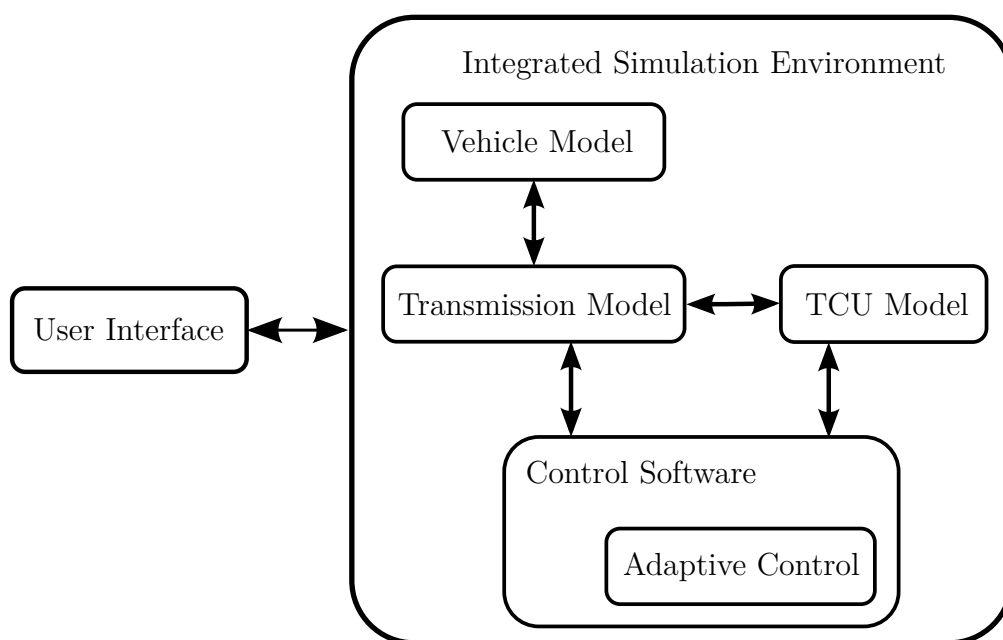 Integrated Simulation Environment
Vehicle Model
Transmission Model
TCU Model
User Interface
Control Software
Adaptive Control